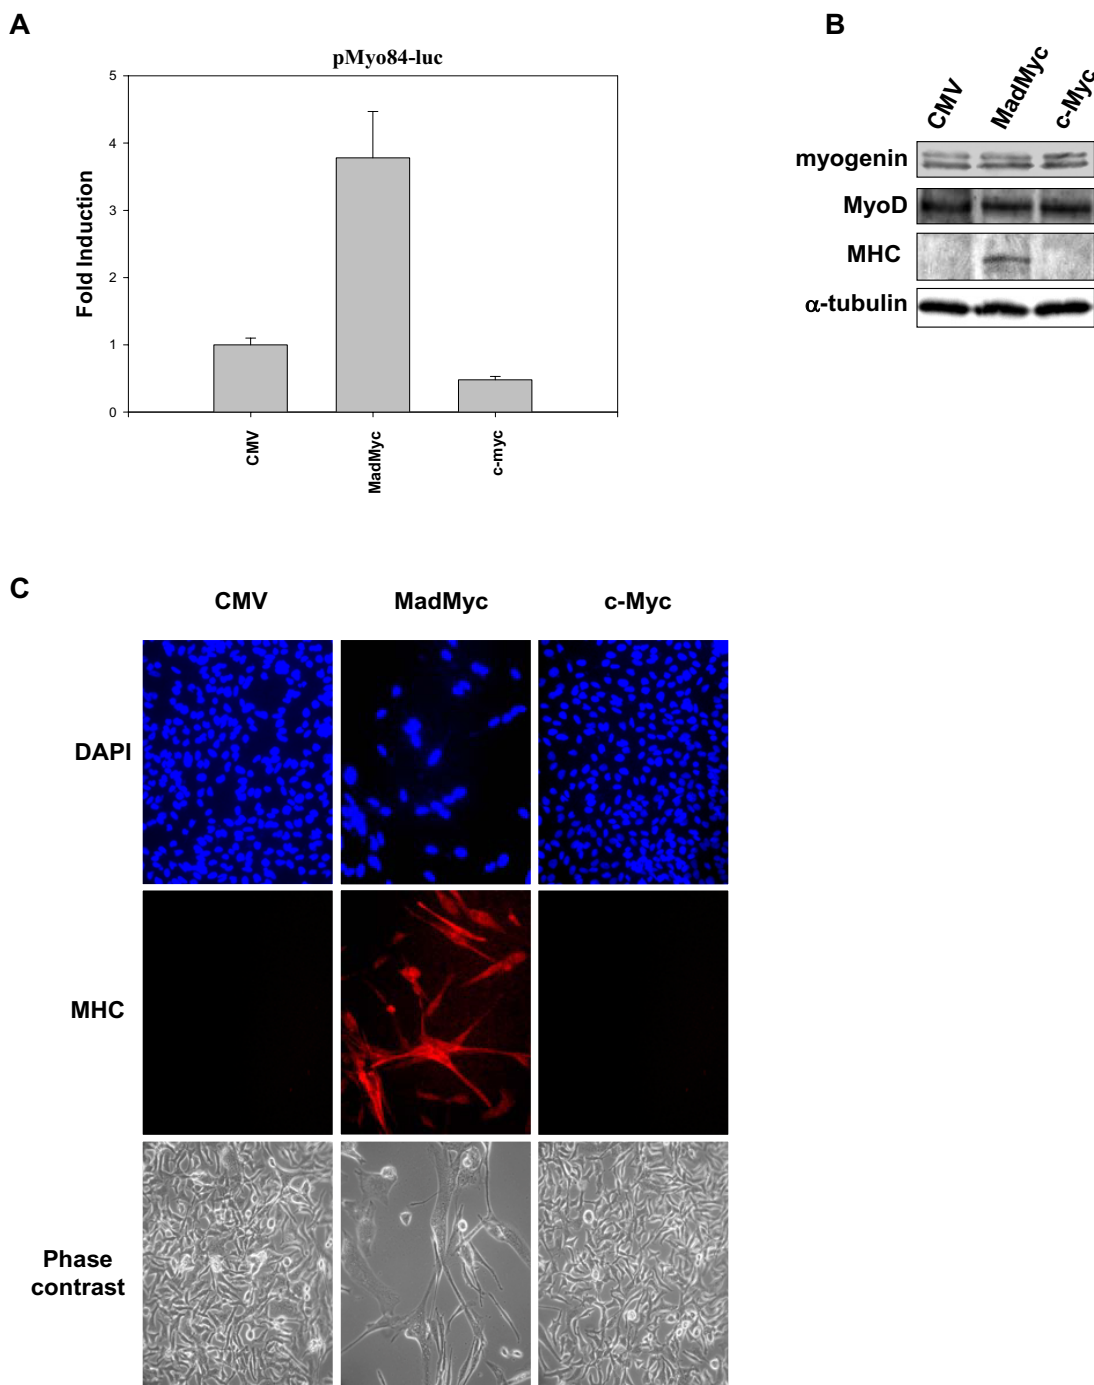 A
pMyo84-luc
5
4
3
2
1
0
Fold Induction
CMV
MadMyc
c-myc
B
CMV
MadMyc
c-Myc
myogenin
MyoD
MHC
α-tubulin
C
CMV
MadMyc
c-Myc
DAPI
MHC
Phase
contrast